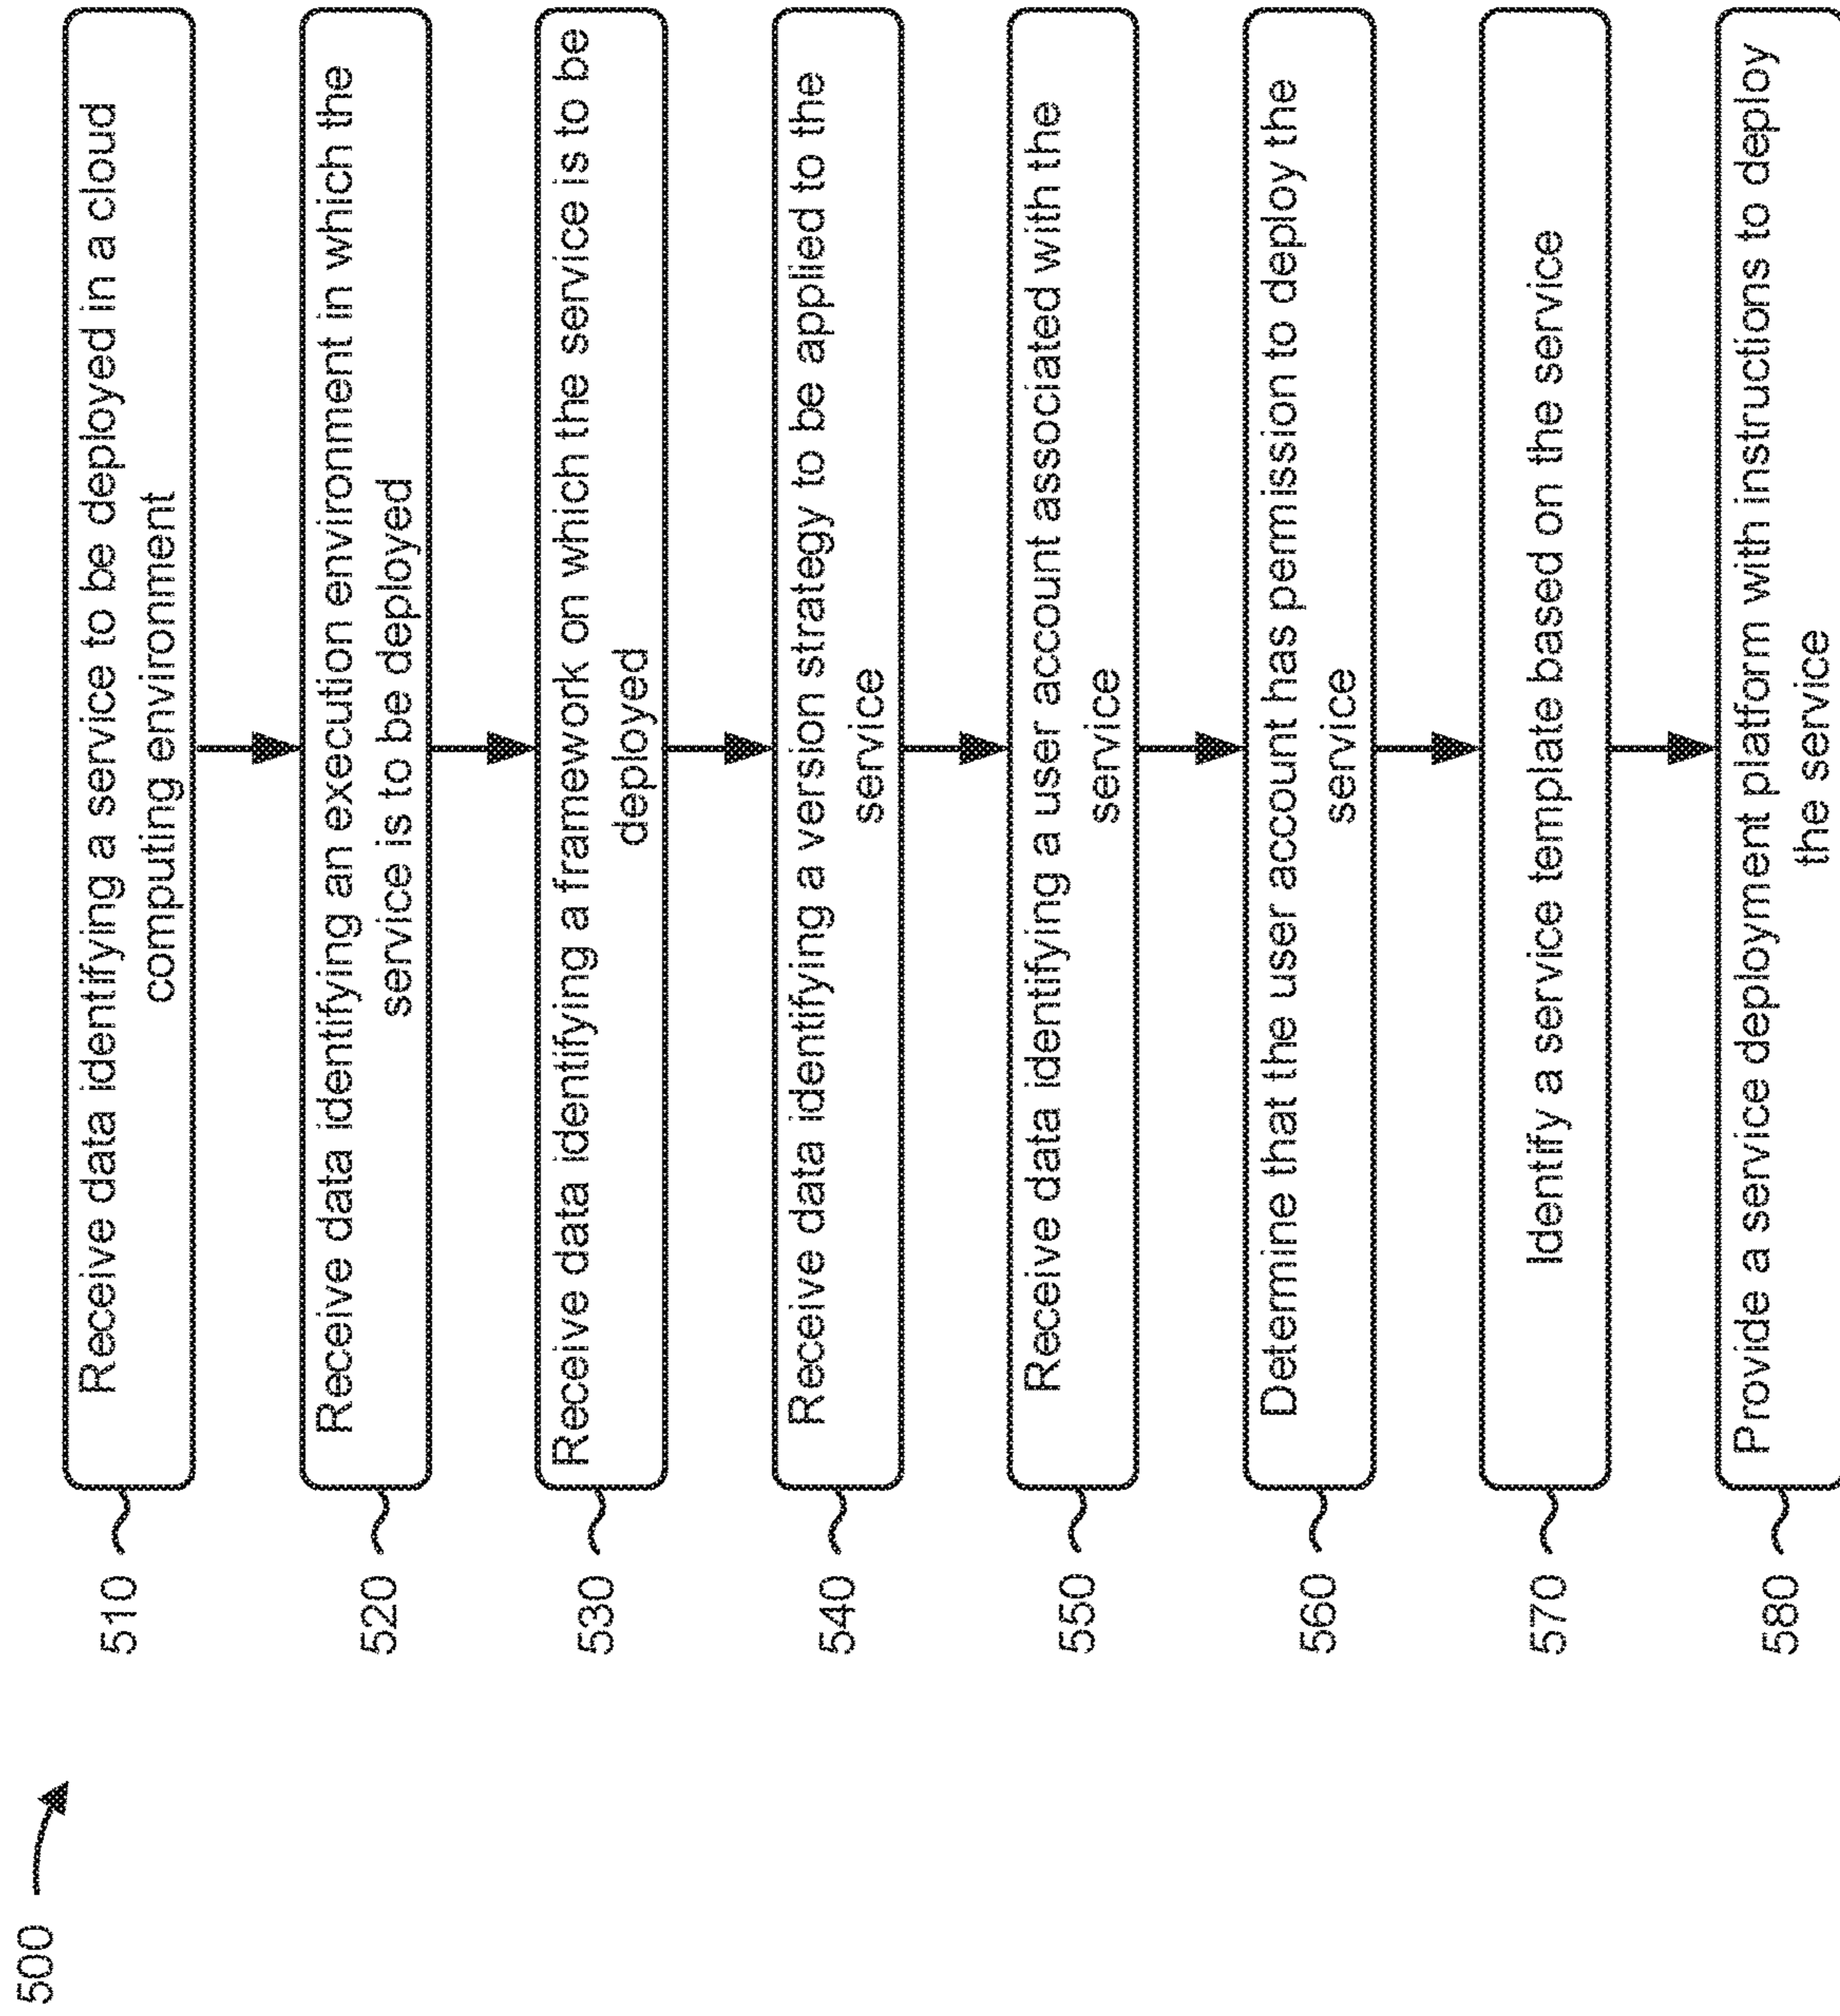 500
510
Receive data identifying a service to be deployed in a cloud
computing environment
520
Receive data identifying an execution environment in which the
service is to be deployed
530
Receive data identifying a framework on which the service is to be
deployed
540
Receive data identifying a version strategy to be applied to the
service
550
Receive data identifying a user account associated with the
service
560
Determine that the user account has permission to deploy the
service
570
Identify a service template based on the service
580
Provide a service deployment platform with instructions to deploy
the service